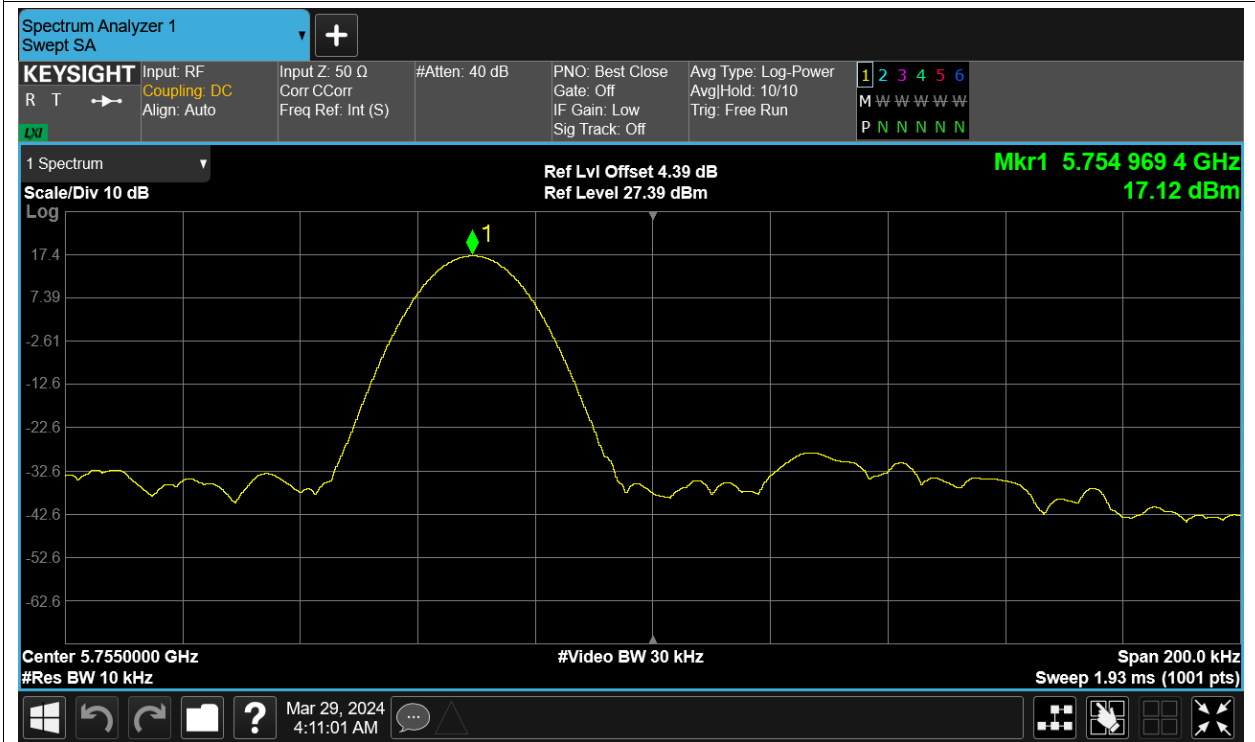 Spectrum Analyzer 1
Swept SA
+
KEYSIGHT
R T
LXI
Input: RF
Coupling: DC
Align: Auto
Input Z: 50 Ω
Corr CCorr
Freq Ref: Int (S)
#Atten: 40 dB
PNO: Best Close
Gate: Off
IF Gain: Low
Sig Track: Off
Avg Type: Log-Power
Avg|Hold: 10/10
Trig: Free Run
1 2 3 4 5 6
M W W W W W
P N N N N N
1 Spectrum
Scale/Div 10 dB
Log
Ref Lvl Offset 4.39 dB
Ref Level 27.39 dBm
Mkr1 5.754 969 4 GHz
17.12 dBm
1
17.4
7.39
-2.61
-12.6
-22.6
-32.6
-42.6
-52.6
-62.6
Center 5.7550000 GHz
#Res BW 10 kHz
#Video BW 30 kHz
Span 200.0 kHz
Sweep 1.93 ms (1001 pts)
?
Mar 29, 2024
4:11:01 AM